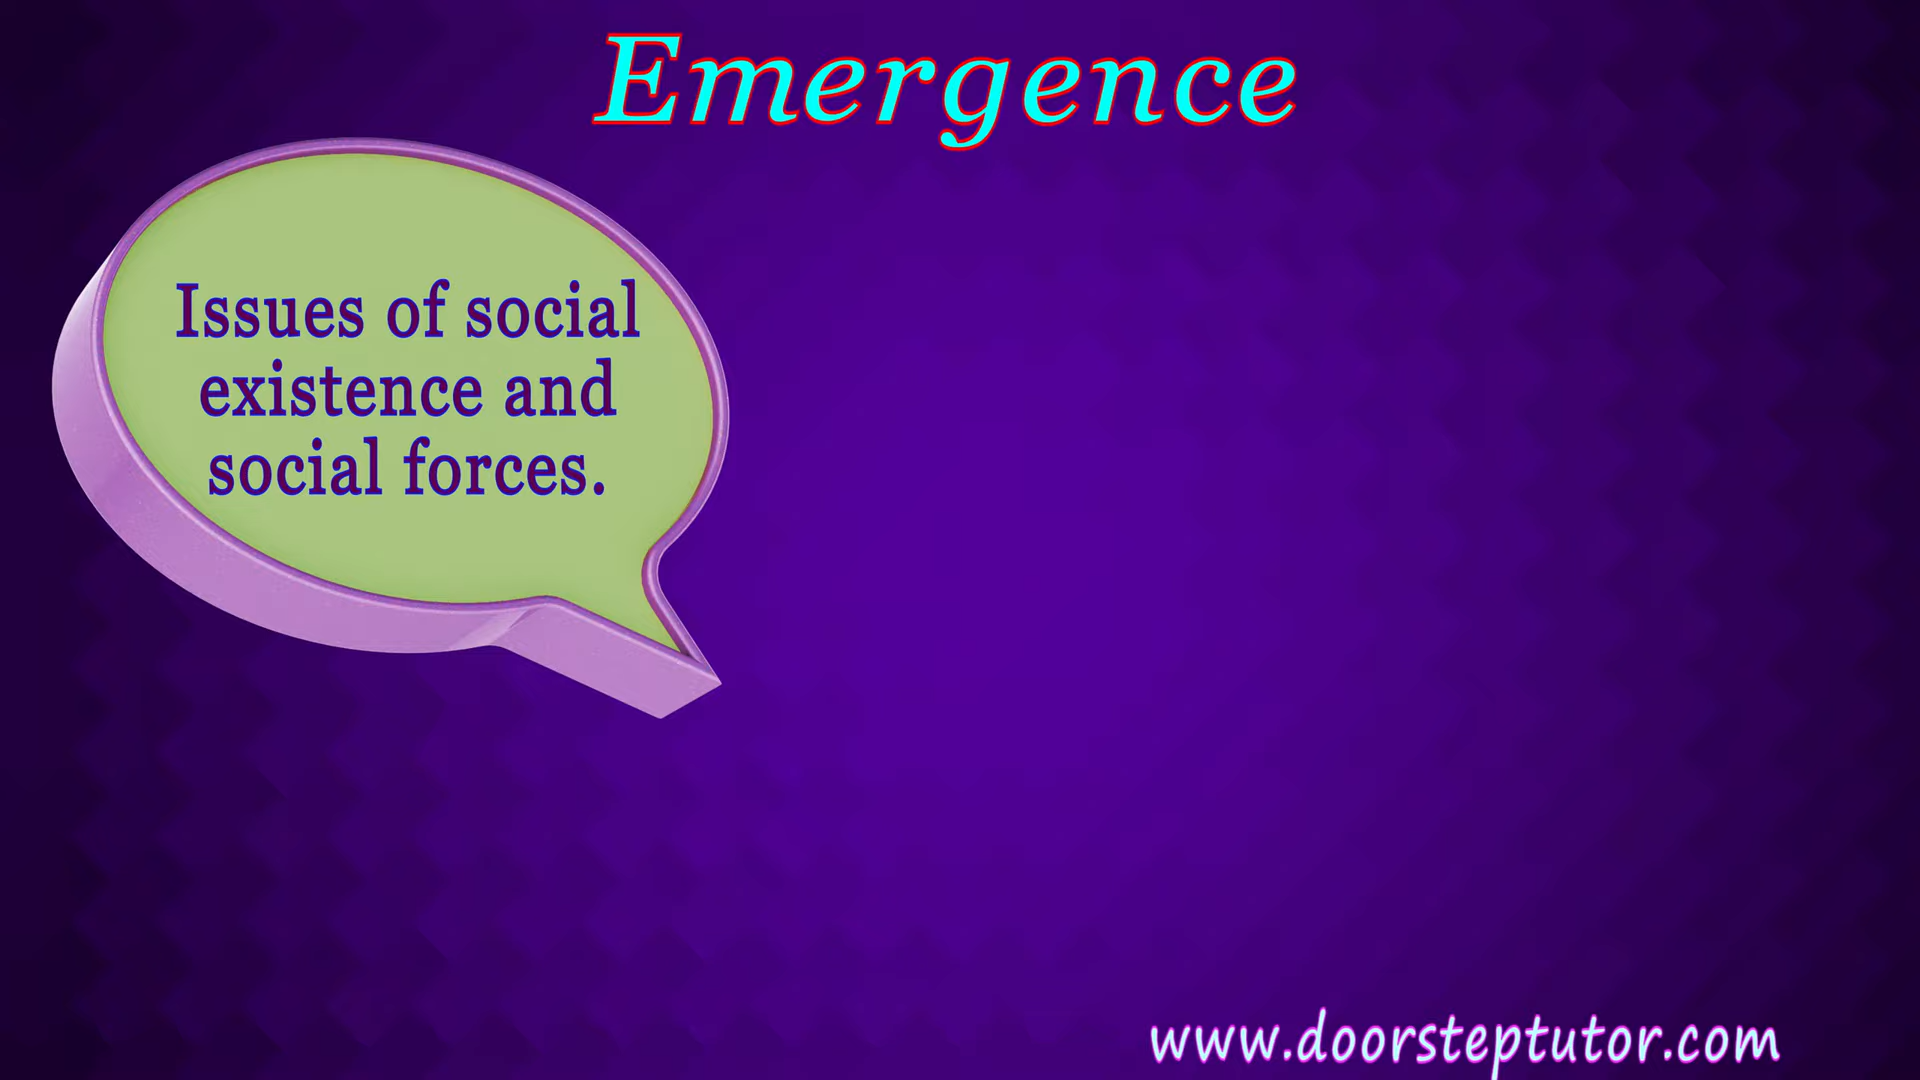 Emergence
Issues of social
existence and
social forces.
www.doorsteptutor.com